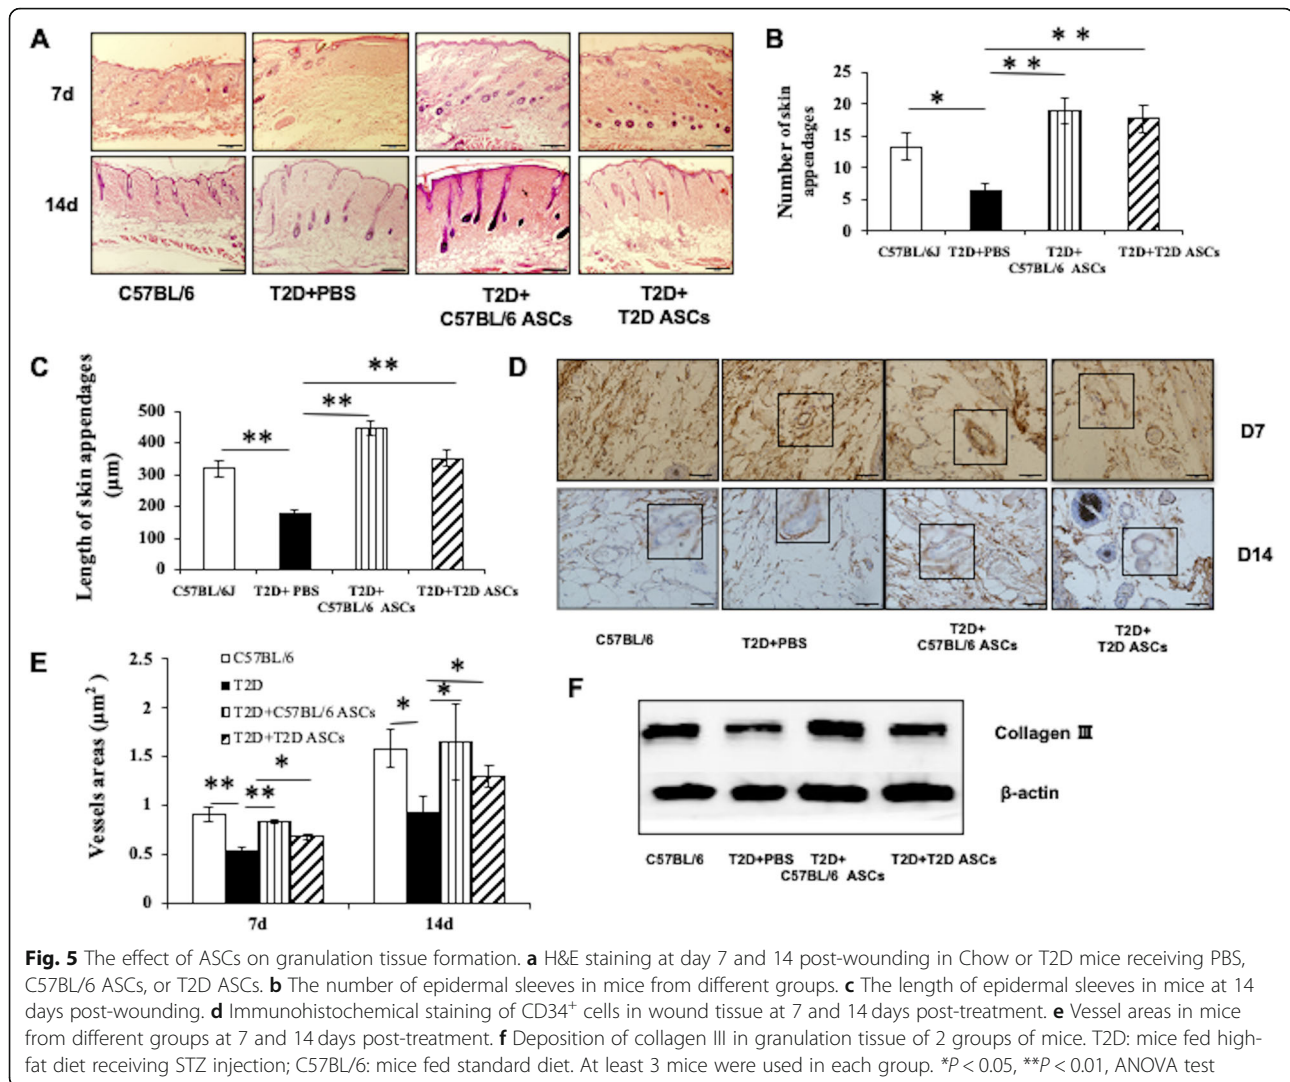 A
7d
14d
C57BL/6
T2D+PBS
T2D+
C57BL/6 ASCs
T2D+
T2D ASCs
B
* *
* *
*
Number of skin
appendages
25
20
15
10
5
0
C57BL/6J
T2D+PBS
T2D+
C57BL/6 ASCs
T2D+T2D ASCs
C
**
**
**
Length of skin appendages
(µm)
500
400
300
200
100
0
C57BL/6J
T2D+ PBS
T2D+
C57BL/6 ASCs
T2D+T2D ASCs
D
D7
D14
C57BL/6
T2D+PBS
T2D+
C57BL/6 ASCs
T2D+
T2D ASCs
E
Vessels areas (µm²)
2.5
2
1.5
1
0.5
0
C57BL/6
T2D
T2D+C57BL/6 ASCs
T2D+T2D ASCs
**
**
*
*
*
*
7d
14d
F
Collagen III
β-actin
C57BL/6
T2D+PBS
T2D+
C57BL/6 ASCs
T2D+T2D ASCs
Fig. 5 The effect of ASCs on granulation tissue formation. a H&E staining at day 7 and 14 post-wounding in Chow or T2D mice receiving PBS,
C57BL/6 ASCs, or T2D ASCs. b The number of epidermal sleeves in mice from different groups. c The length of epidermal sleeves in mice at 14
days post-wounding. d Immunohistochemical staining of CD34⁺ cells in wound tissue at 7 and 14 days post-treatment. e Vessel areas in mice
from different groups at 7 and 14 days post-treatment. f Deposition of collagen III in granulation tissue of 2 groups of mice. T2D: mice fed high-
fat diet receiving STZ injection; C57BL/6: mice fed standard diet. At least 3 mice were used in each group. *P < 0.05, **P < 0.01, ANOVA test